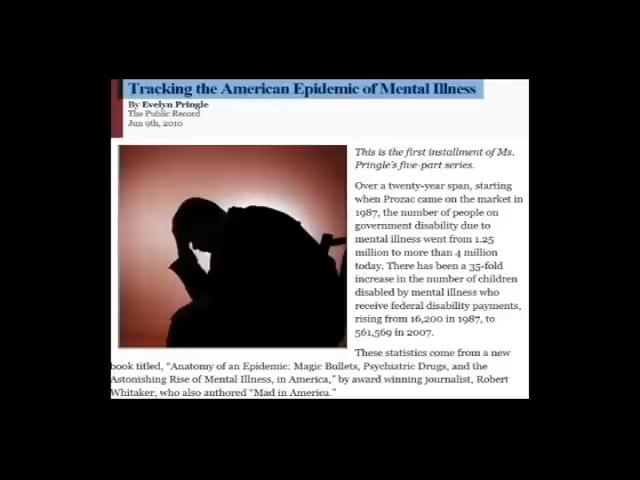 Tracking the American Epidemic of Mental Illness
By Evelyn Pringle
The Public Record
Jun 9th, 2010
This is the first installment of Ms.
Pringle's five-part series.
Over a twenty-year span, starting
when Prozac came on the market in
1987, the number of people on
government disability due to
mental illness went from 1.25
million to more than 4 million
today. There has been a 35-fold
increase in the number of children
disabled by mental illness who
receive federal disability payments,
rising from 16,200 in 1987, to
561,569 in 2007.
These statistics come from a new
book titled, "Anatomy of an Epidemic: Magic Bullets, Psychiatric Drugs, and the
Astonishing Rise of Mental Illness, in America," by award winning journalist, Robert
Whitaker, who also authored "Mad in America."